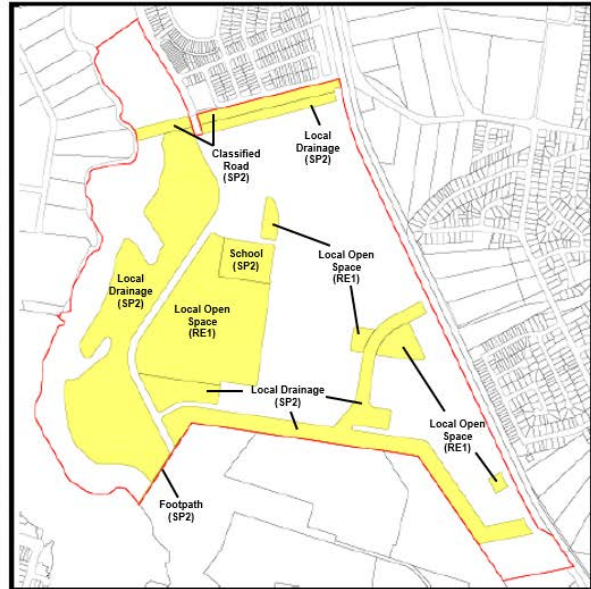 Local
Drainage
(SP2)
Classified
Road
(SP2)
School
(SP2)
Local Open
Space
(RE1)
Local
Drainage
(SP2)
Local Open
Space
(RE1)
Local Drainage
(SP2)
Local Open
Space
(RE1)
Footpath
(SP2)